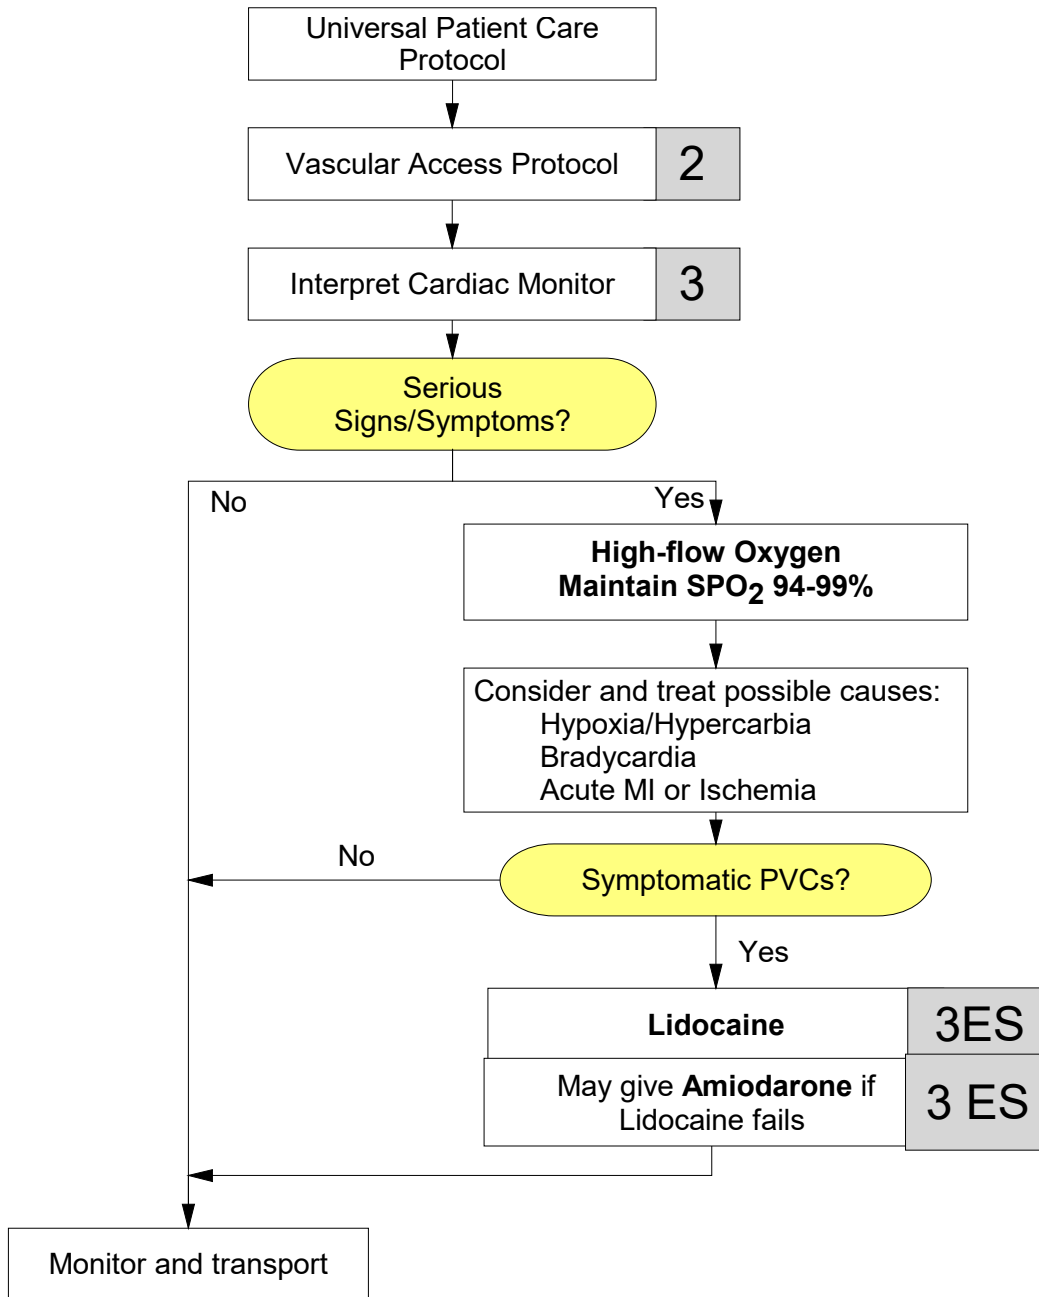 Universal Patient Care
Protocol
Vascular Access Protocol
2
Interpret Cardiac Monitor
3
Serious
Signs/Symptoms?
No
Yes
High-flow Oxygen
Maintain SPO2 94-99%
Consider and treat possible causes:
Hypoxia/Hypercarbia
Bradycardia
Acute MI or Ischemia
No
Symptomatic PVCs?
Yes
Lidocaine
3ES
May give Amiodarone if
Lidocaine fails
3 ES
Monitor and transport